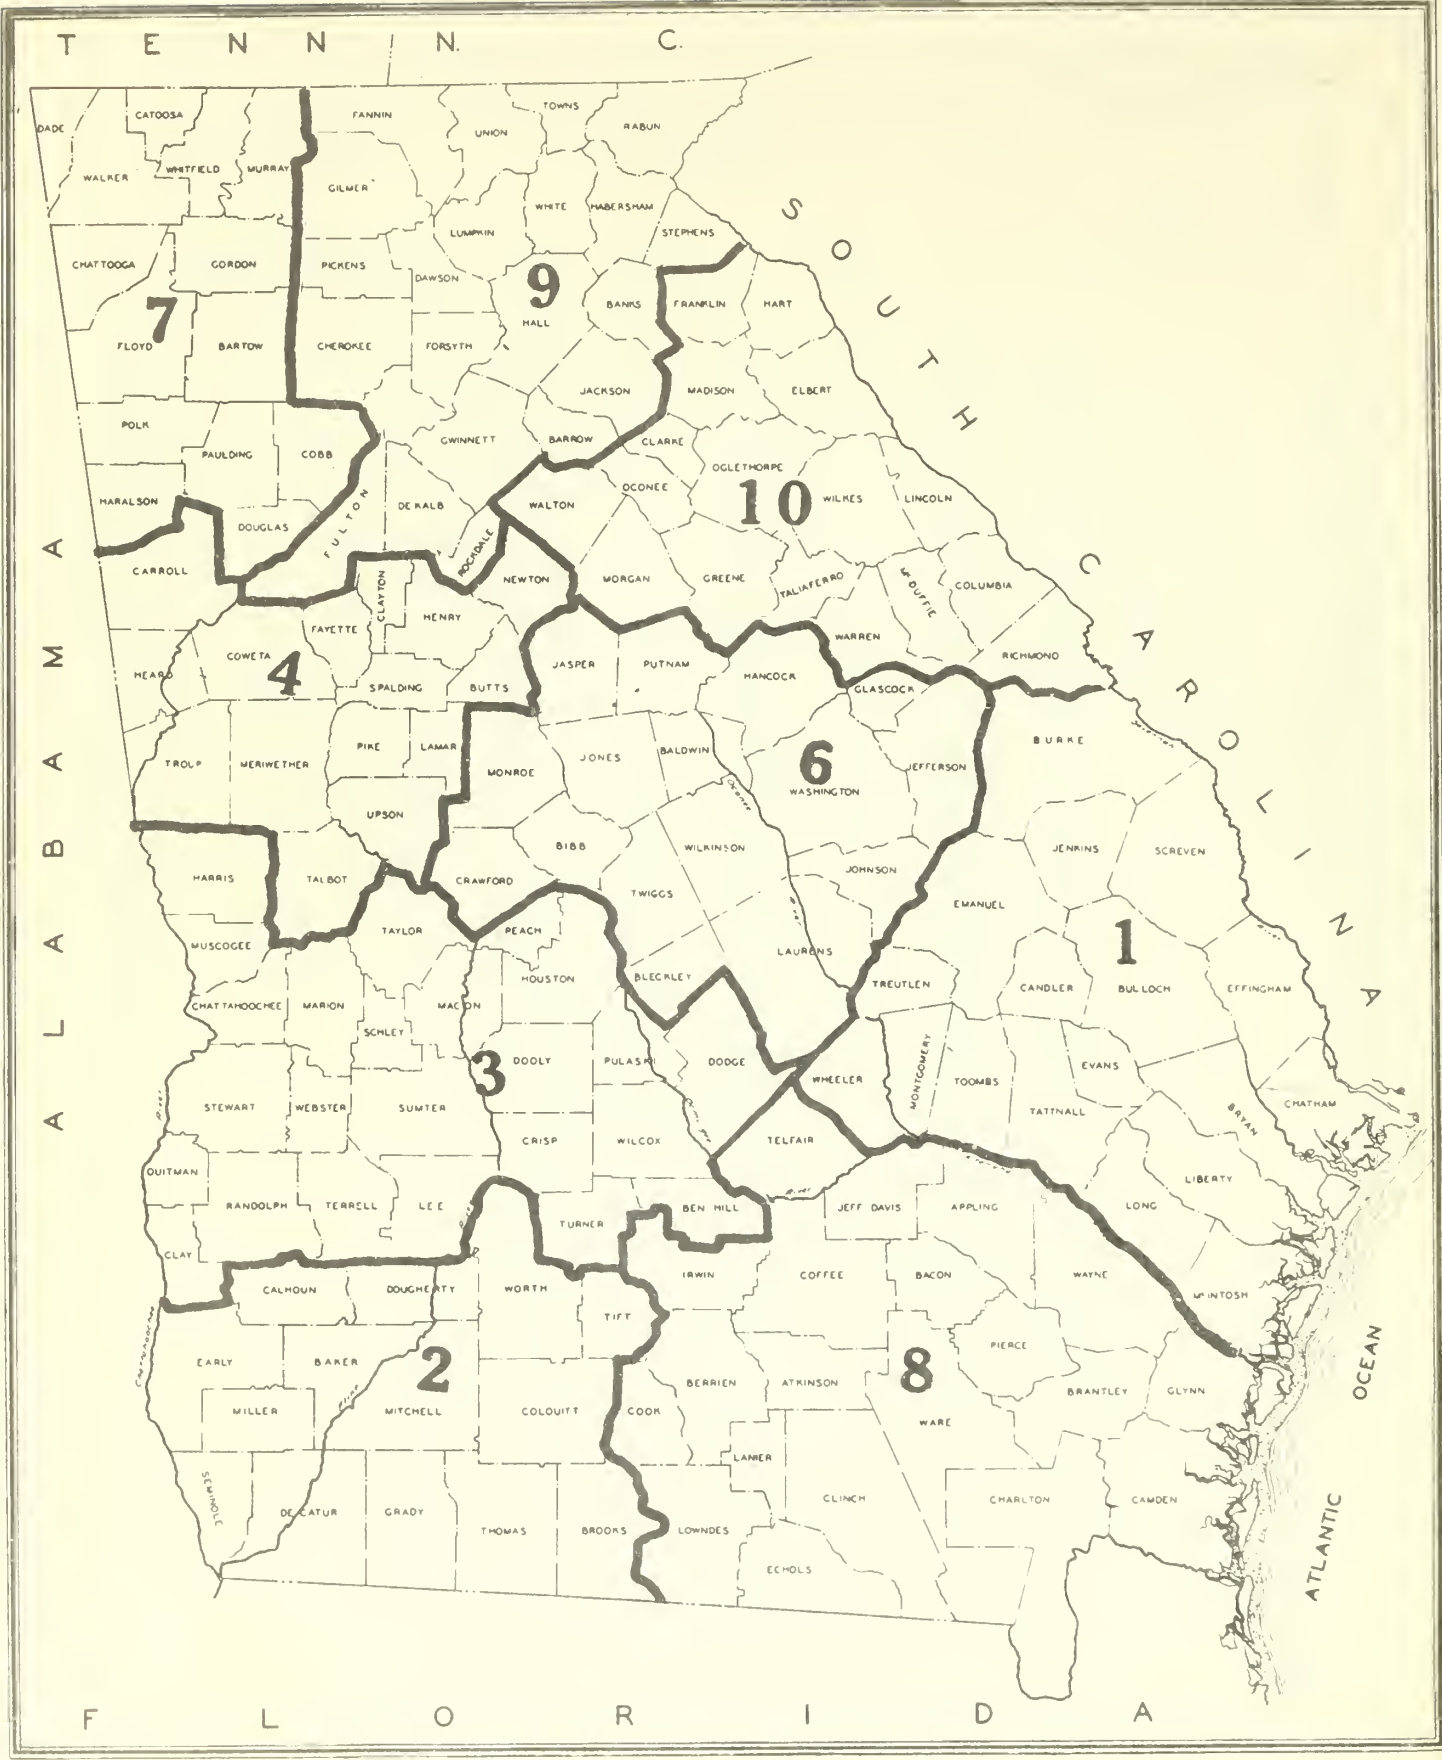 TENN
N. C.
SOUTH CAROLINA
ALABAMA
FLORIDA
ATLANTIC OCEAN
DADE
CATOOSA
WALKER
WHITFIELD
MURRAY
FANNIN
GILMER
UNION
TOWNS
RABUN
WHITE
HABERSHAM
LUMPKIN
STEPHENS
CHATTOOGA
GORDON
PICKENS
DAWSON
7
9
HALL
BANKS
FRANKLIN
HART
FLOYD
BARTOW
CHEROKEE
FORSYTH
JACKSON
MADISON
ELBERT
POLK
PAULDING
COBB
GWINNETT
BARROW
CLARKE
OGLETHORPE
HARALSON
DOUGLAS
FULTON
DE KALB
WALTON
OCONEE
10
WILKES
LINCOLN
CARROLL
CLAYTON
ROCKDALE
NEWTON
MORGAN
GREENE
TALIAFERRO
McDUFFIE
COLUMBIA
FAYETTE
HENRY
WARREN
RICHMOND
HEARD
COWETA
4
SPALDING
BUTTS
JASPER
PUTNAM
HANCOCK
GLASCOCK
TROUP
MERIWETHER
PIKE
LAMAR
MONROE
JONES
BALDWIN
Oconee
6
WASHINGTON
JEFFERSON
BURKE
UPSON
BIBB
WILKINSON
JOHNSON
JENKINS
SCREVEN
HARRIS
TALBOT
CRAWFORD
TWIGGS
EMANUEL
MUSCOGEE
TAYLOR
PEACH
LAURENS
River
1
CHATTAHOOCHEE
MARION
SCHLEY
MACON
HOUSTON
BLECKLEY
TREUTLEN
CANDLER
BULLOCH
EFFINGHAM
3
DOOLY
PULASKI
DODGE
WHEELER
MONTGOMERY
TOOMBS
EVANS
TATTNALL
BRYAN
CHATHAM
River
STEWART
WEBSTER
SUMTER
CRISP
WILCOX
TELFAIR
River
QUITMAN
RANDOLPH
TERRELL
LEE
TURNER
BEN HILL
JEFF DAVIS
APPLING
LONG
LIBERTY
CLAY
CALHOUN
DOUGHERTY
WORTH
TIFT
IRWIN
COFFEE
BACON
WAYNE
McINTOSH
CHATTAHOOCHEE
EARLY
BAKER
2
BERRIEN
ATKINSON
8
PIERCE
BRANTLEY
GLYNN
MILLER
MITCHELL
COLQUITT
COOK
WARE
LANIER
SEMINOLE
DECATUR
GRADY
THOMAS
BROOKS
LOWNDES
CLINCH
CHARLTON
CAMDEN
ECHOLS